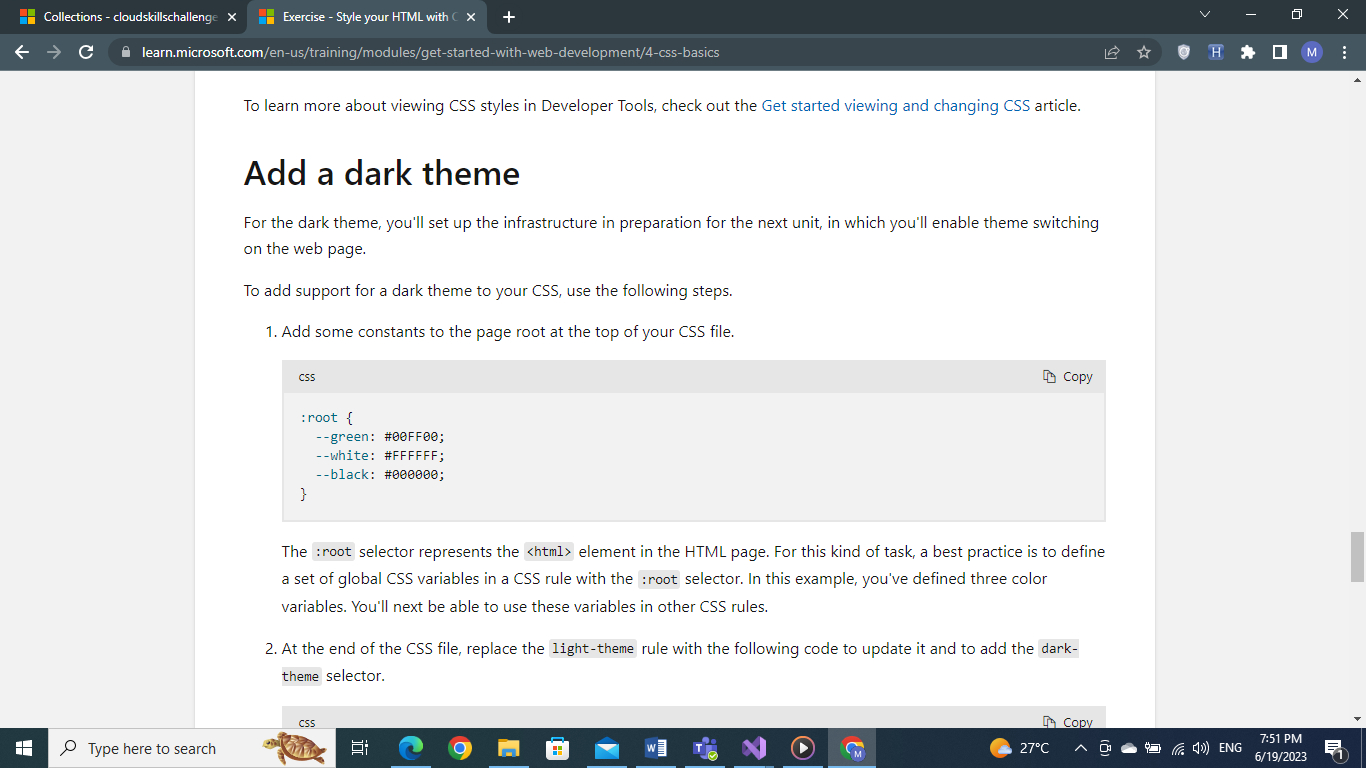 Collections - cloudskillschallenge
Exercise - Style your HTML with C
learn.microsoft.com/en-us/training/modules/get-started-with-web-development/4-css-basics
H
M
To learn more about viewing CSS styles in Developer Tools, check out the Get started viewing and changing CSS article.
Add a dark theme
For the dark theme, you'll set up the infrastructure in preparation for the next unit, in which you'll enable theme switching
on the web page.
To add support for a dark theme to your CSS, use the following steps.
1. Add some constants to the page root at the top of your CSS file.
css
Copy
:root {
--green: #00FF00;
--white: #FFFFFF;
--black: #000000;
}
The :root selector represents the <html> element in the HTML page. For this kind of task, a best practice is to define
a set of global CSS variables in a CSS rule with the :root selector. In this example, you've defined three color
variables. You'll next be able to use these variables in other CSS rules.
2. At the end of the CSS file, replace the light-theme rule with the following code to update it and to add the dark-
theme selector.
css
Copy
Type here to search
27°C
ENG
7:51 PM
6/19/2023
1